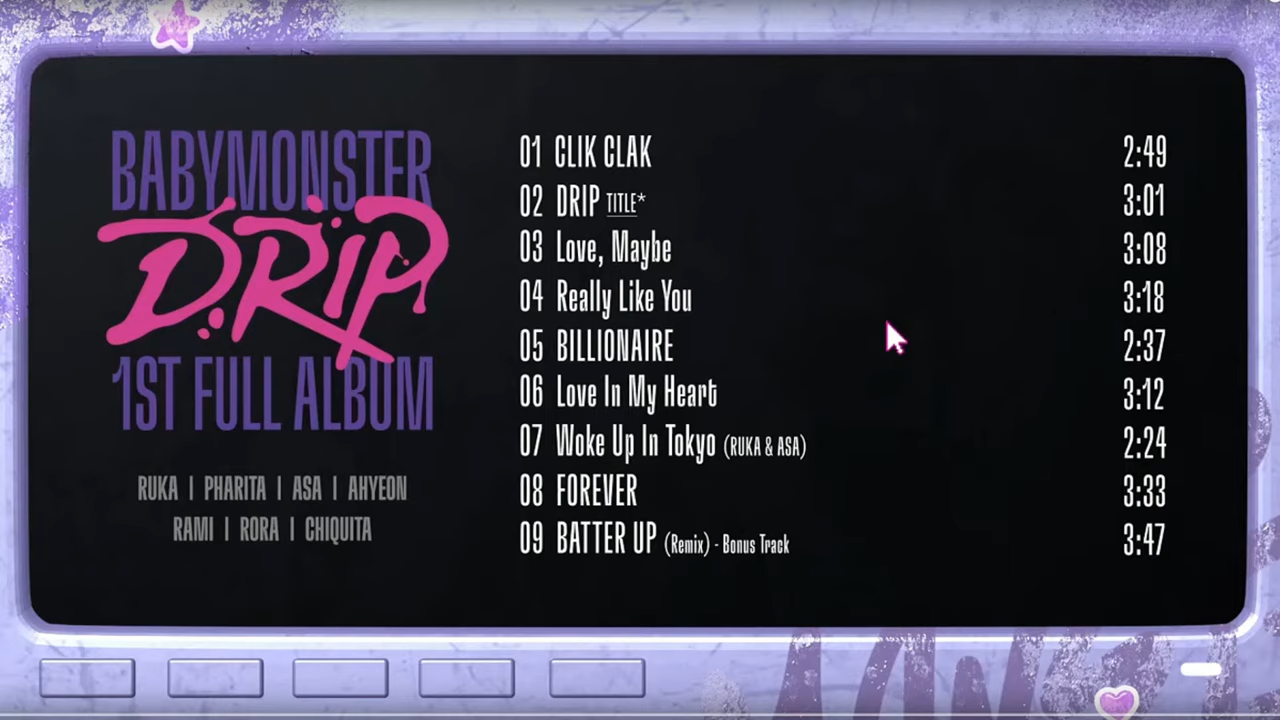 BABYMONSTER
DRIP
1ST FULL ALBUM
RUKA | PHARITA | ASA | AHYEON
RAMI | RORA | CHIQUITA
01 CLIK CLAK 2:49
02 DRIP TITLE* 3:01
03 Love, Maybe 3:08
04 Really Like You 3:18
05 BILLIONAIRE 2:37
06 Love In My Heart 3:12
07 Woke Up In Tokyo (RUKA & ASA) 2:24
08 FOREVER 3:33
09 BATTER UP (Remix) - Bonus Track 3:47